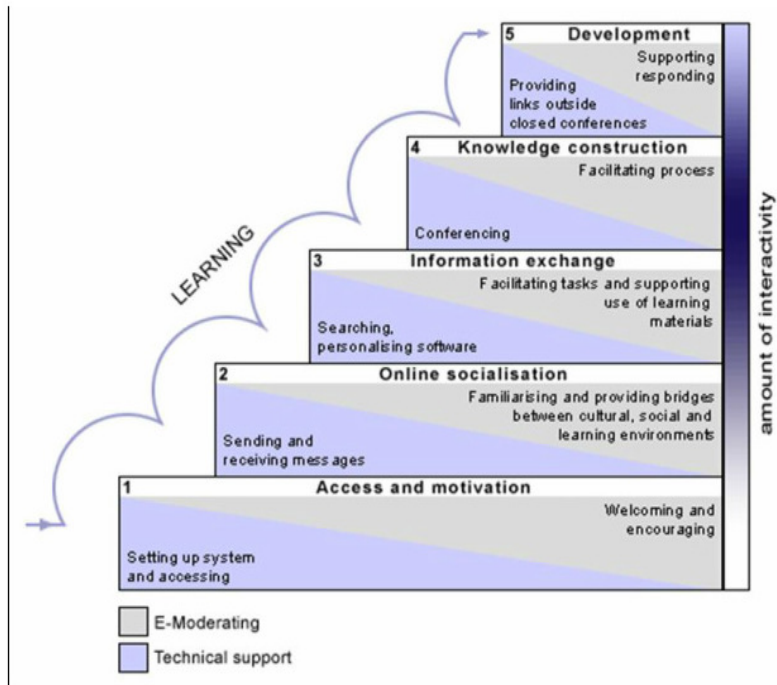 5 Development
Supporting
responding
Providing
links outside
closed conferences
4 Knowledge construction
Facilitating process
Conferencing
3 Information exchange
Facilitating tasks and supporting
use of learning
materials
Searching,
personalising software
2 Online socialisation
Familiarising and providing bridges
between cultural, social and
learning environments
Sending and
receiving messages
1 Access and motivation
Welcoming and
encouraging
Setting up system
and accessing
LEARNING
amount of interactivity
E-Moderating
Technical support